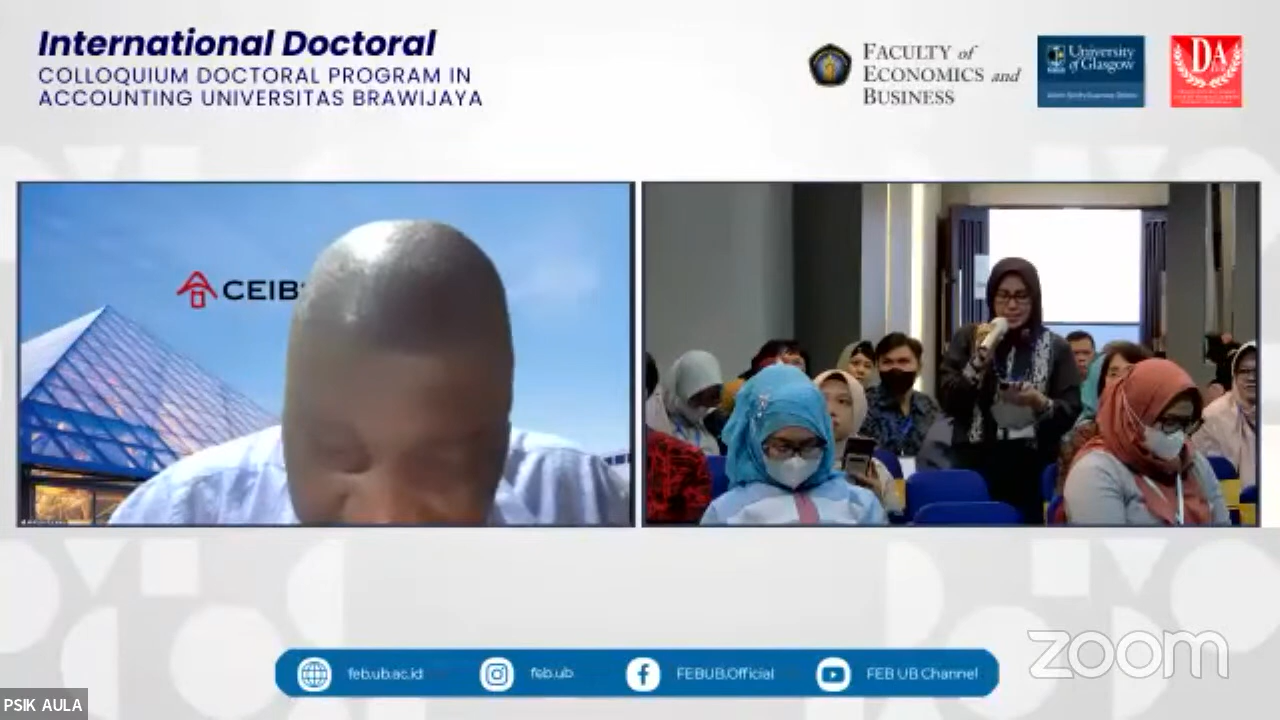 International Doctoral
COLLOQUIUM DOCTORAL PROGRAM IN
ACCOUNTING UNIVERSITAS BRAWIJAYA
FACULTY of
ECONOMICS and
BUSINESS
University
of Glasgow
DA
CEIB
feb.ub.ac.id
feb.ub
FEBUB.Official
FEB UB Channel
zoom
PSIK AULA